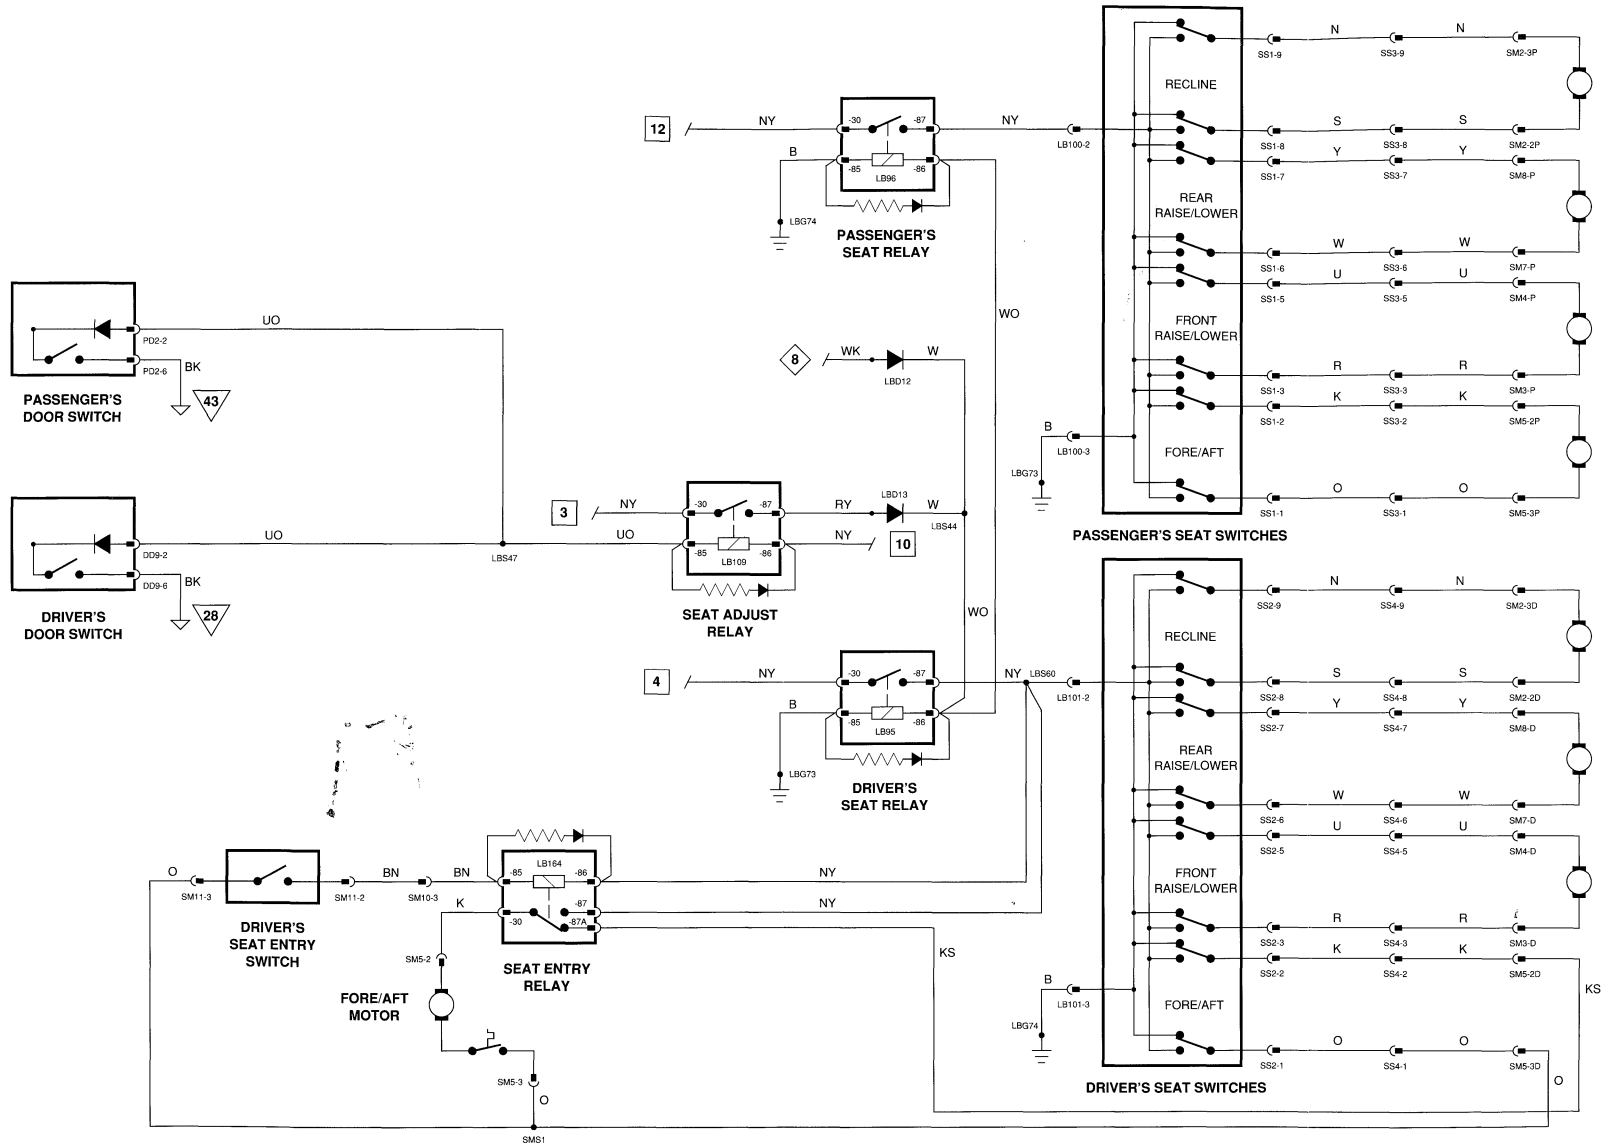 N
N
SS1-9
SS3-9
SM2-3P
RECLINE
12
NY
-30
-87
NY
LB100-2
S
S
SS1-8
SS3-8
SM2-2P
B
-85
-86
LB96
Y
Y
SS1-7
SS3-7
SM8-P
LBG74
PASSENGER'S
SEAT RELAY
REAR
RAISE/LOWER
W
W
SS1-6
SS3-6
SM7-P
U
U
SS1-5
SS3-5
SM4-P
WO
FRONT
RAISE/LOWER
UO
PD2-2
PD2-6
BK
43
PASSENGER'S
DOOR SWITCH
8
WK
W
LBD12
R
R
SS1-3
SS3-3
SM3-P
K
K
SS1-2
SS3-2
SM5-2P
B
LB100-3
LBG73
FORE/AFT
O
O
SS1-1
SS3-1
SM5-3P
PASSENGER'S SEAT SWITCHES
3
NY
-30
-87
RY
LBD13
W
LBS44
UO
DD9-2
DD9-6
BK
28
DRIVER'S
DOOR SWITCH
LBS47
UO
-85
-86
LB109
NY
10
SEAT ADJUST
RELAY
WO
N
N
SS2-9
SS4-9
SM2-3D
RECLINE
4
NY
-30
-87
NY
LBS60
LB101-2
S
S
SS2-8
SS4-8
SM2-2D
B
-85
-86
LB95
Y
Y
SS2-7
SS4-7
SM8-D
LBG73
DRIVER'S
SEAT RELAY
REAR
RAISE/LOWER
W
W
SS2-6
SS4-6
SM7-D
U
U
SS2-5
SS4-5
SM4-D
FRONT
RAISE/LOWER
O
SM11-3
SM11-2
BN
SM10-3
BN
LB164
-85
-86
NY
K
-30
-87
-87A
NY
KS
DRIVER'S
SEAT ENTRY
SWITCH
SEAT ENTRY
RELAY
SM5-2
FORE/AFT
MOTOR
SM5-3
O
SMS1
R
R
SS2-3
SS4-3
SM3-D
K
K
SS2-2
SS4-2
SM5-2D
KS
B
LB101-3
LBG74
FORE/AFT
O
O
SS2-1
SS4-1
SM5-3D
O
DRIVER'S SEAT SWITCHES